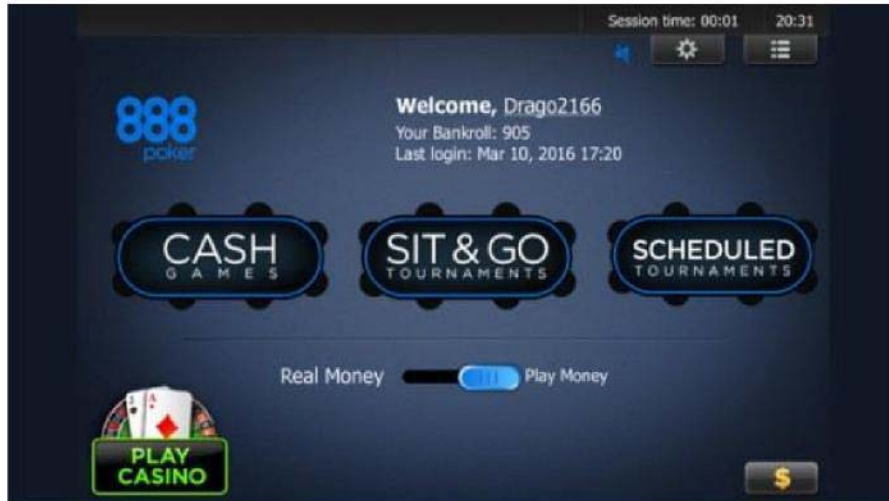 Session time: 00:01 20:31
888
poker
Welcome, Drago2166
Your Bankroll: 905
Last login: Mar 10, 2016 17:20
CASH
GAMES
SIT & GO
TOURNAMENTS
SCHEDULED
TOURNAMENTS
Real Money Play Money
J A
PLAY
CASINO
$